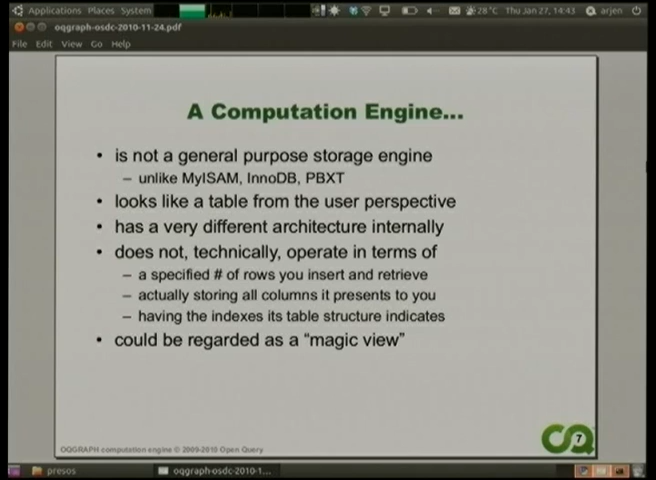 Applications Places System
28°C Thu Jan 27, 14:43 arjen
oqgraph-osdc-2010-11-24.pdf
File Edit View Go Help
A Computation Engine...
• is not a general purpose storage engine
– unlike MyISAM, InnoDB, PBXT
• looks like a table from the user perspective
• has a very different architecture internally
• does not, technically, operate in terms of
– a specified # of rows you insert and retrieve
– actually storing all columns it presents to you
– having the indexes its table structure indicates
• could be regarded as a “magic view”
OQGRAPH computation engine © 2009-2010 Open Query
7
presos
oqgraph-osdc-2010-1...